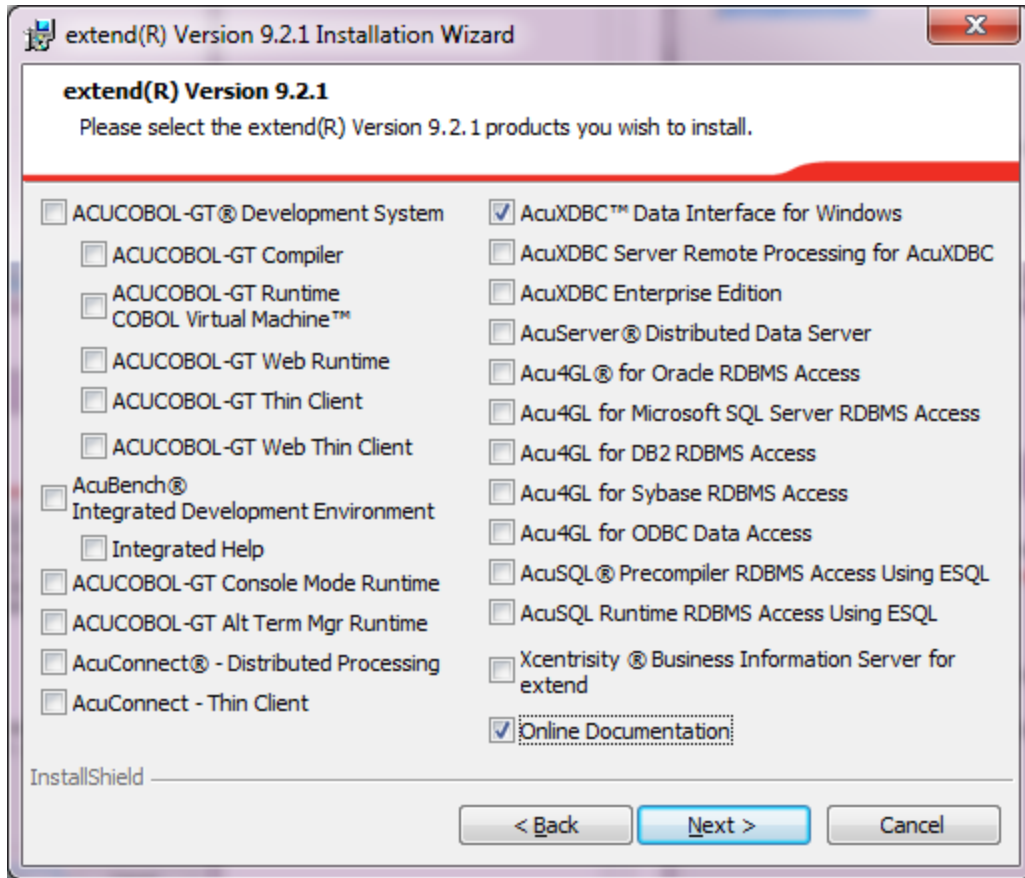 extend(R) Version 9.2.1 Installation Wizard
extend(R) Version 9.2.1
Please select the extend(R) Version 9.2.1 products you wish to install.
ACUCOBOL-GT® Development System
ACUCOBOL-GT Compiler
ACUCOBOL-GT Runtime
COBOL Virtual Machine™
ACUCOBOL-GT Web Runtime
ACUCOBOL-GT Thin Client
ACUCOBOL-GT Web Thin Client
AcuBench®
Integrated Development Environment
Integrated Help
ACUCOBOL-GT Console Mode Runtime
ACUCOBOL-GT Alt Term Mgr Runtime
AcuConnect® - Distributed Processing
AcuConnect - Thin Client
AcuXDBC™ Data Interface for Windows
AcuXDBC Server Remote Processing for AcuXDBC
AcuXDBC Enterprise Edition
AcuServer® Distributed Data Server
Acu4GL® for Oracle RDBMS Access
Acu4GL for Microsoft SQL Server RDBMS Access
Acu4GL for DB2 RDBMS Access
Acu4GL for Sybase RDBMS Access
Acu4GL for ODBC Data Access
AcuSQL® Precompiler RDBMS Access Using ESQL
AcuSQL Runtime RDBMS Access Using ESQL
Xcentrisity ® Business Information Server for
extend
Online Documentation
InstallShield
< Back
Next >
Cancel